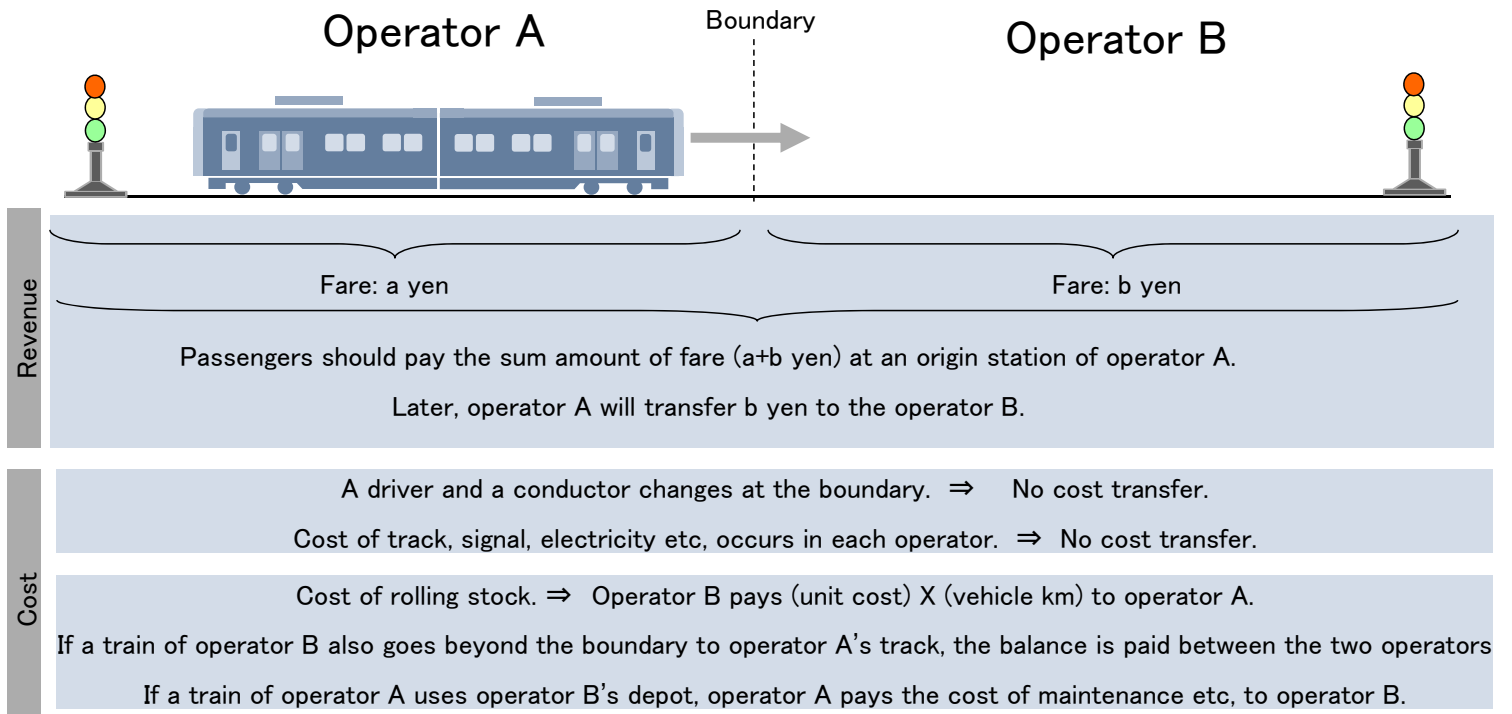 Operator A
Boundary
Operator B
Revenue
Fare: a yen
Fare: b yen
Passengers should pay the sum amount of fare (a+b yen) at an origin station of operator A.
Later, operator A will transfer b yen to the operator B.
Cost
A driver and a conductor changes at the boundary. ⇒ No cost transfer.
Cost of track, signal, electricity etc, occurs in each operator. ⇒ No cost transfer.
Cost of rolling stock. ⇒ Operator B pays (unit cost) X (vehicle km) to operator A.
If a train of operator B also goes beyond the boundary to operator A’s track, the balance is paid between the two operators
If a train of operator A uses operator B’s depot, operator A pays the cost of maintenance etc, to operator B.